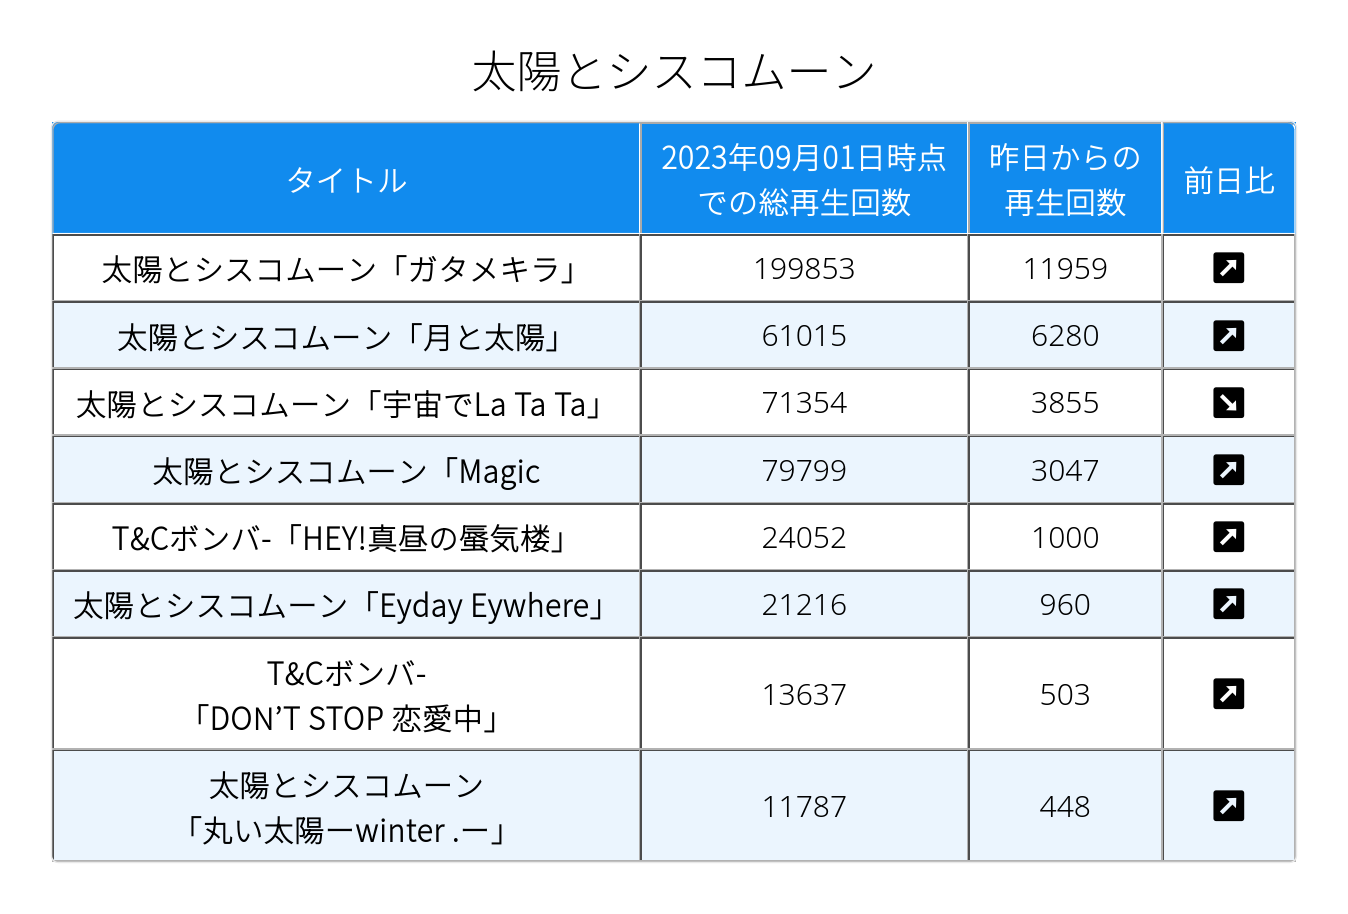 太陽とシスコムーン
タイトル
2023年09月01日時点
での総再生回数
昨日からの
再生回数
前日比
太陽とシスコムーン「ガタメキラ」 199853 11959
太陽とシスコムーン「月と太陽」 61015 6280
太陽とシスコムーン「宇宙でLa Ta Ta」 71354 3855
太陽とシスコムーン「Magic 79799 3047
T&Cボンバ-「HEY!真昼の蜃気楼」 24052 1000
太陽とシスコムーン「Eyday Eywhere」 21216 960
T&Cボンバ-
「DON’T STOP 恋愛中」 13637 503
太陽とシスコムーン
「丸い太陽ーwinter .ー」 11787 448